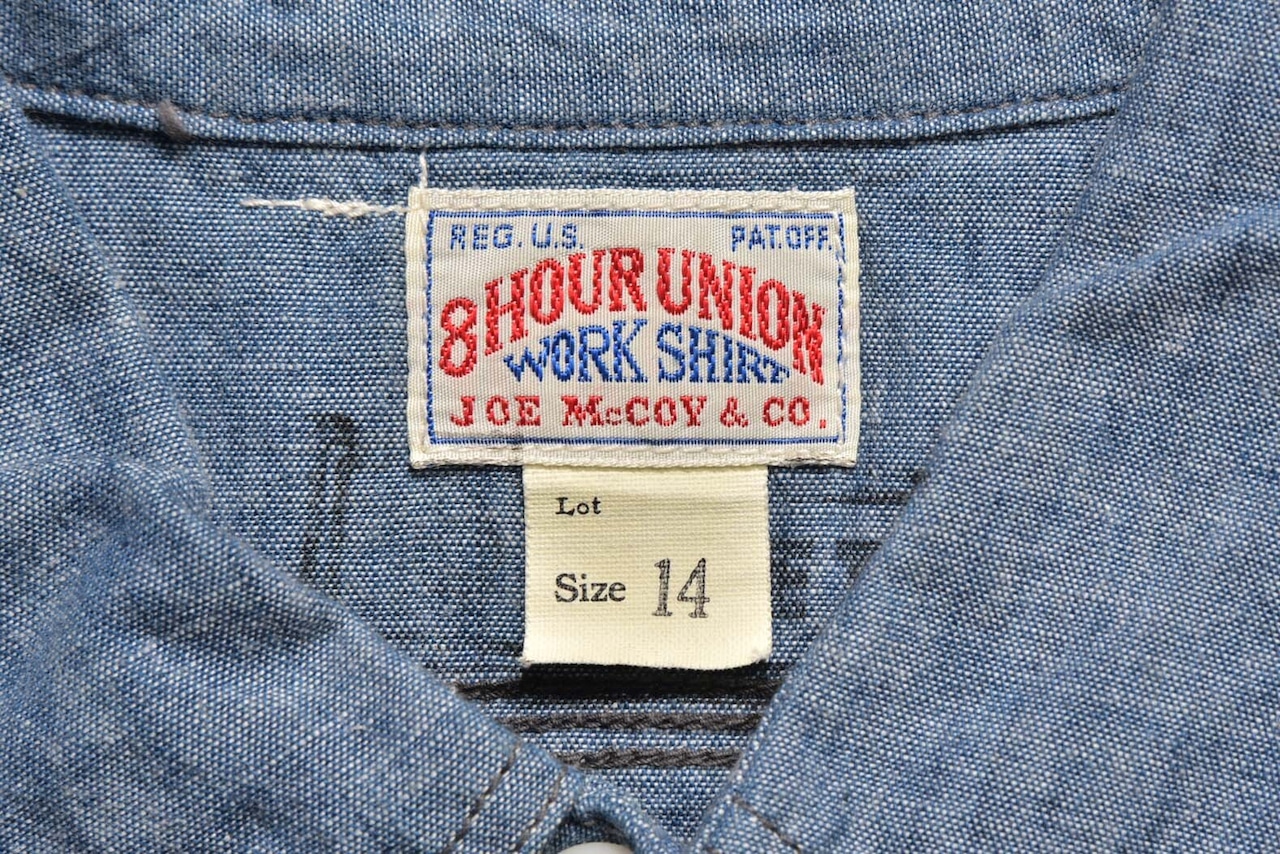 REG. U.S. PAT. OFF.
8 HOUR UNION
WORK SHIRT
JOE McCOY & CO.
Lot
Size 14